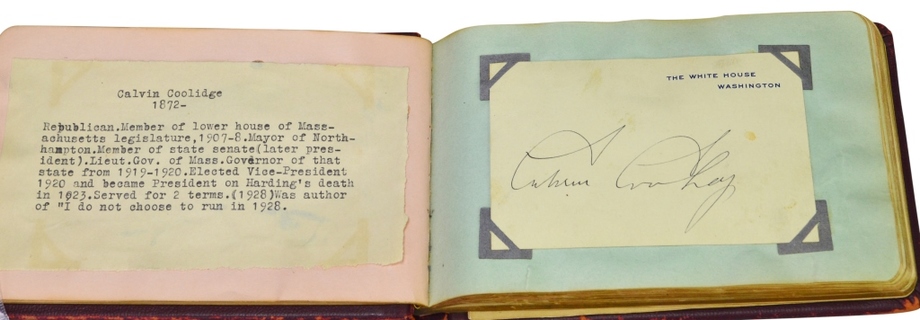 Calvin Coolidge
1872-
Republican.Member of lower house of Mass-
achusetts legislature,1907-8.Mayor of North-
hampton.Member of state senate(later pres-
ident).Lieut.Gov. of Mass.Governor of that
state from 1919-1920.Elected Vice-President
1920 and became President on Harding's death
in 1923.Served for 2 terms.(1928)Was author
of "I do not choose to run in 1928.
THE WHITE HOUSE
WASHINGTON
Calvin Coolidge